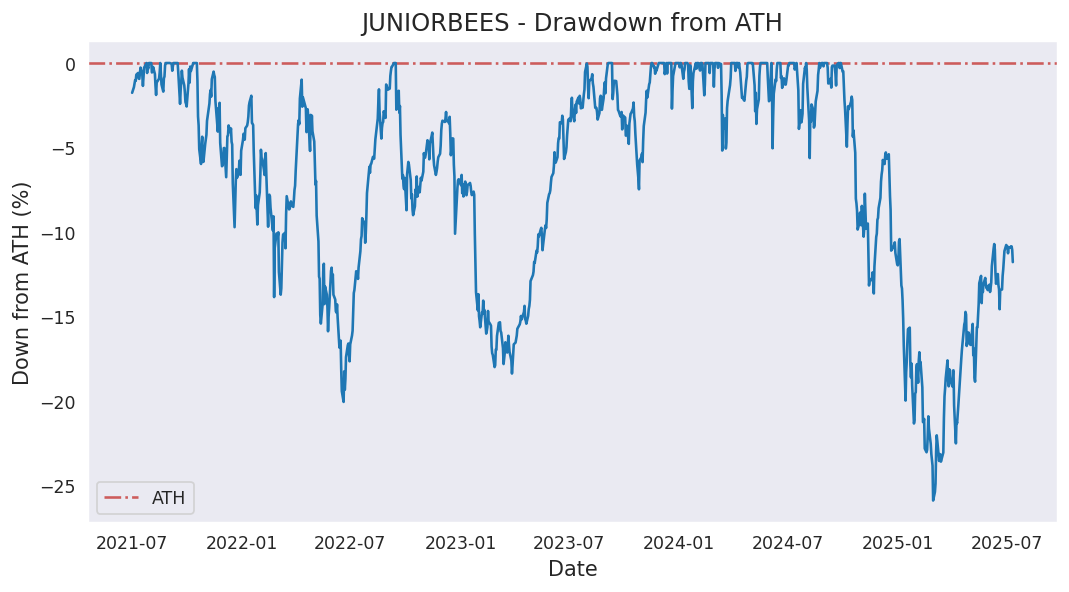 JUNIORBEES - Drawdown from ATH
Down from ATH (%)
0
−5
−10
−15
−20
−25
ATH
2021-07 2022-01 2022-07 2023-01 2023-07 2024-01 2024-07 2025-01 2025-07
Date